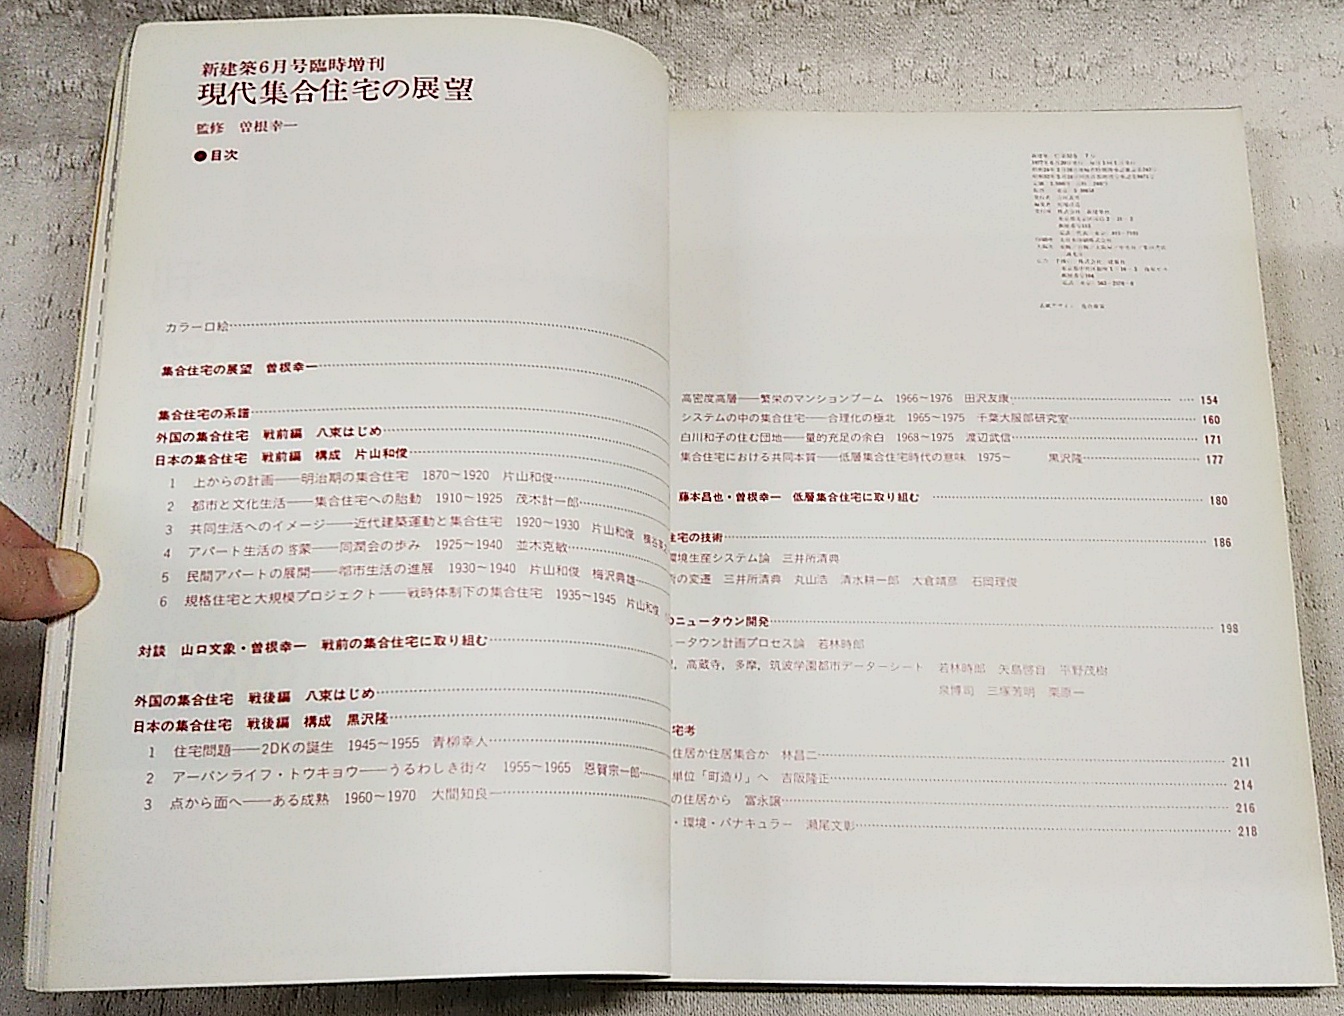 新建築6月号臨時増刊
現代集合住宅の展望
監修　曽根幸一
●目次
カラー口絵
集合住宅の展望　曽根幸一
集合住宅の系譜
外国の集合住宅　戦前編　八束はじめ
日本の集合住宅　戦前編　構成　片山和俊
1　上からの計画――明治期の集合住宅　1870～1920　片山和俊
2　都市と文化生活――集合住宅への胎動　1910～1925　茂木計一郎
3　共同生活へのイメージ――近代建築運動と集合住宅　1920～1930　片山和俊
4　アパート生活の啓蒙――同潤会の歩み　1925～1940　並木克敏
5　民間アパートの展開――都市生活の進展　1930～1940　片山和俊　梅沢典雄
6　規格住宅と大規模プロジェクト――戦時体制下の集合住宅　1935～1945　片山和俊
対談　山口文象・曽根幸一　戦前の集合住宅に取り組む
外国の集合住宅　戦後編　八束はじめ
日本の集合住宅　戦後編　構成　黒沢隆
1　住宅問題――2DKの誕生　1945～1955　青柳幸人
2　アーバンライフ・トウキョウ――うるわしき街々　1955～1965　恩賀宗一郎
3　点から面へ――ある成熟　1960～1970　大間知良一
高密度高層――繁栄のマンションブーム　1966～1976　田沢友康　154
システムの中の集合住宅――合理化の極北　1965～1975　千葉大服部研究室　160
白川和子の住む団地――量的充足の余白　1968～1975　渡辺武信　171
集合住宅における共同本質――低層集合住宅時代の意味　1975～　黒沢隆　177
藤本昌也・曽根幸一　低層集合住宅に取り組む　180
住宅の技術　186
環境生産システム論　三井所清典
術の変遷　三井所清典　丸山浩　清水耕一郎　大倉靖彦　石岡理俊
のニュータウン開発　198
ュータウン計画プロセス論　若林時郎
，高蔵寺，多摩，筑波学園都市データーシート　若林時郎　矢島啓自　平野茂樹
泉博司　三塚芳明　栗原一
宅考
住居か住居集合か　林昌二　211
単位「町造り」へ　吉阪隆正　214
の住居から　富永譲　216
・環境・バナキュラー　瀬尾文彰　218